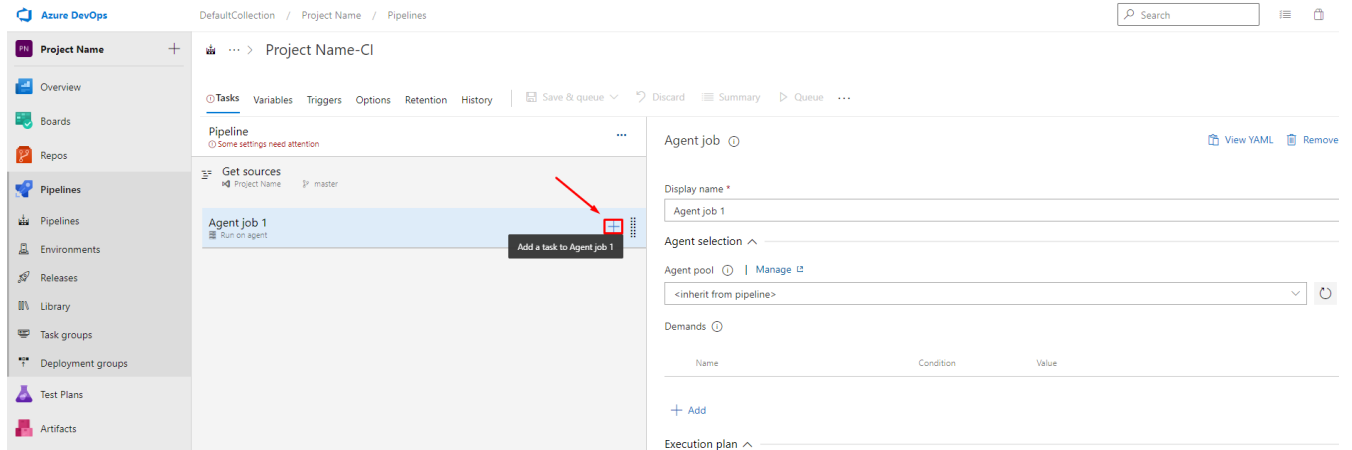 Azure DevOps
DefaultCollection / Project Name / Pipelines
Search
PN Project Name
Overview
Boards
Repos
Pipelines
Pipelines
Environments
Releases
Library
Task groups
Deployment groups
Test Plans
Artifacts
··· > Project Name-CI
Tasks Variables Triggers Options Retention History Save & queue Discard Summary Queue ···
Pipeline ···
Some settings need attention
Get sources
Project Name master
Agent job 1
Run on agent
Add a task to Agent job 1
Agent job View YAML Remove
Display name *
Agent job 1
Agent selection
Agent pool | Manage
<inherit from pipeline>
Demands
Name Condition Value
+ Add
Execution plan